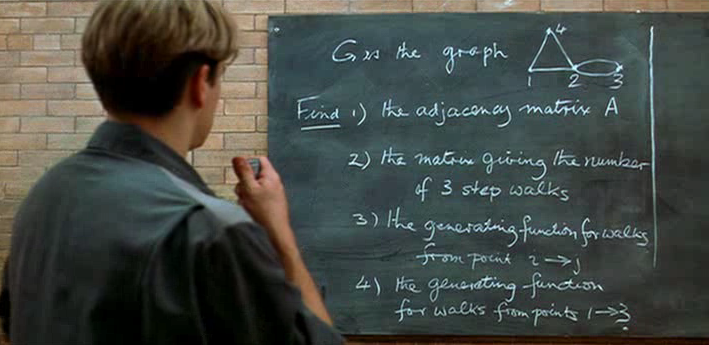 G is the graph
4
1 2 3
Find 1) the adjacency matrix A
2) the matrix giving the number
of 3 step walks
3) the generating function for walks
from point i → j
4) the generating function
for walks from points 1 → 3